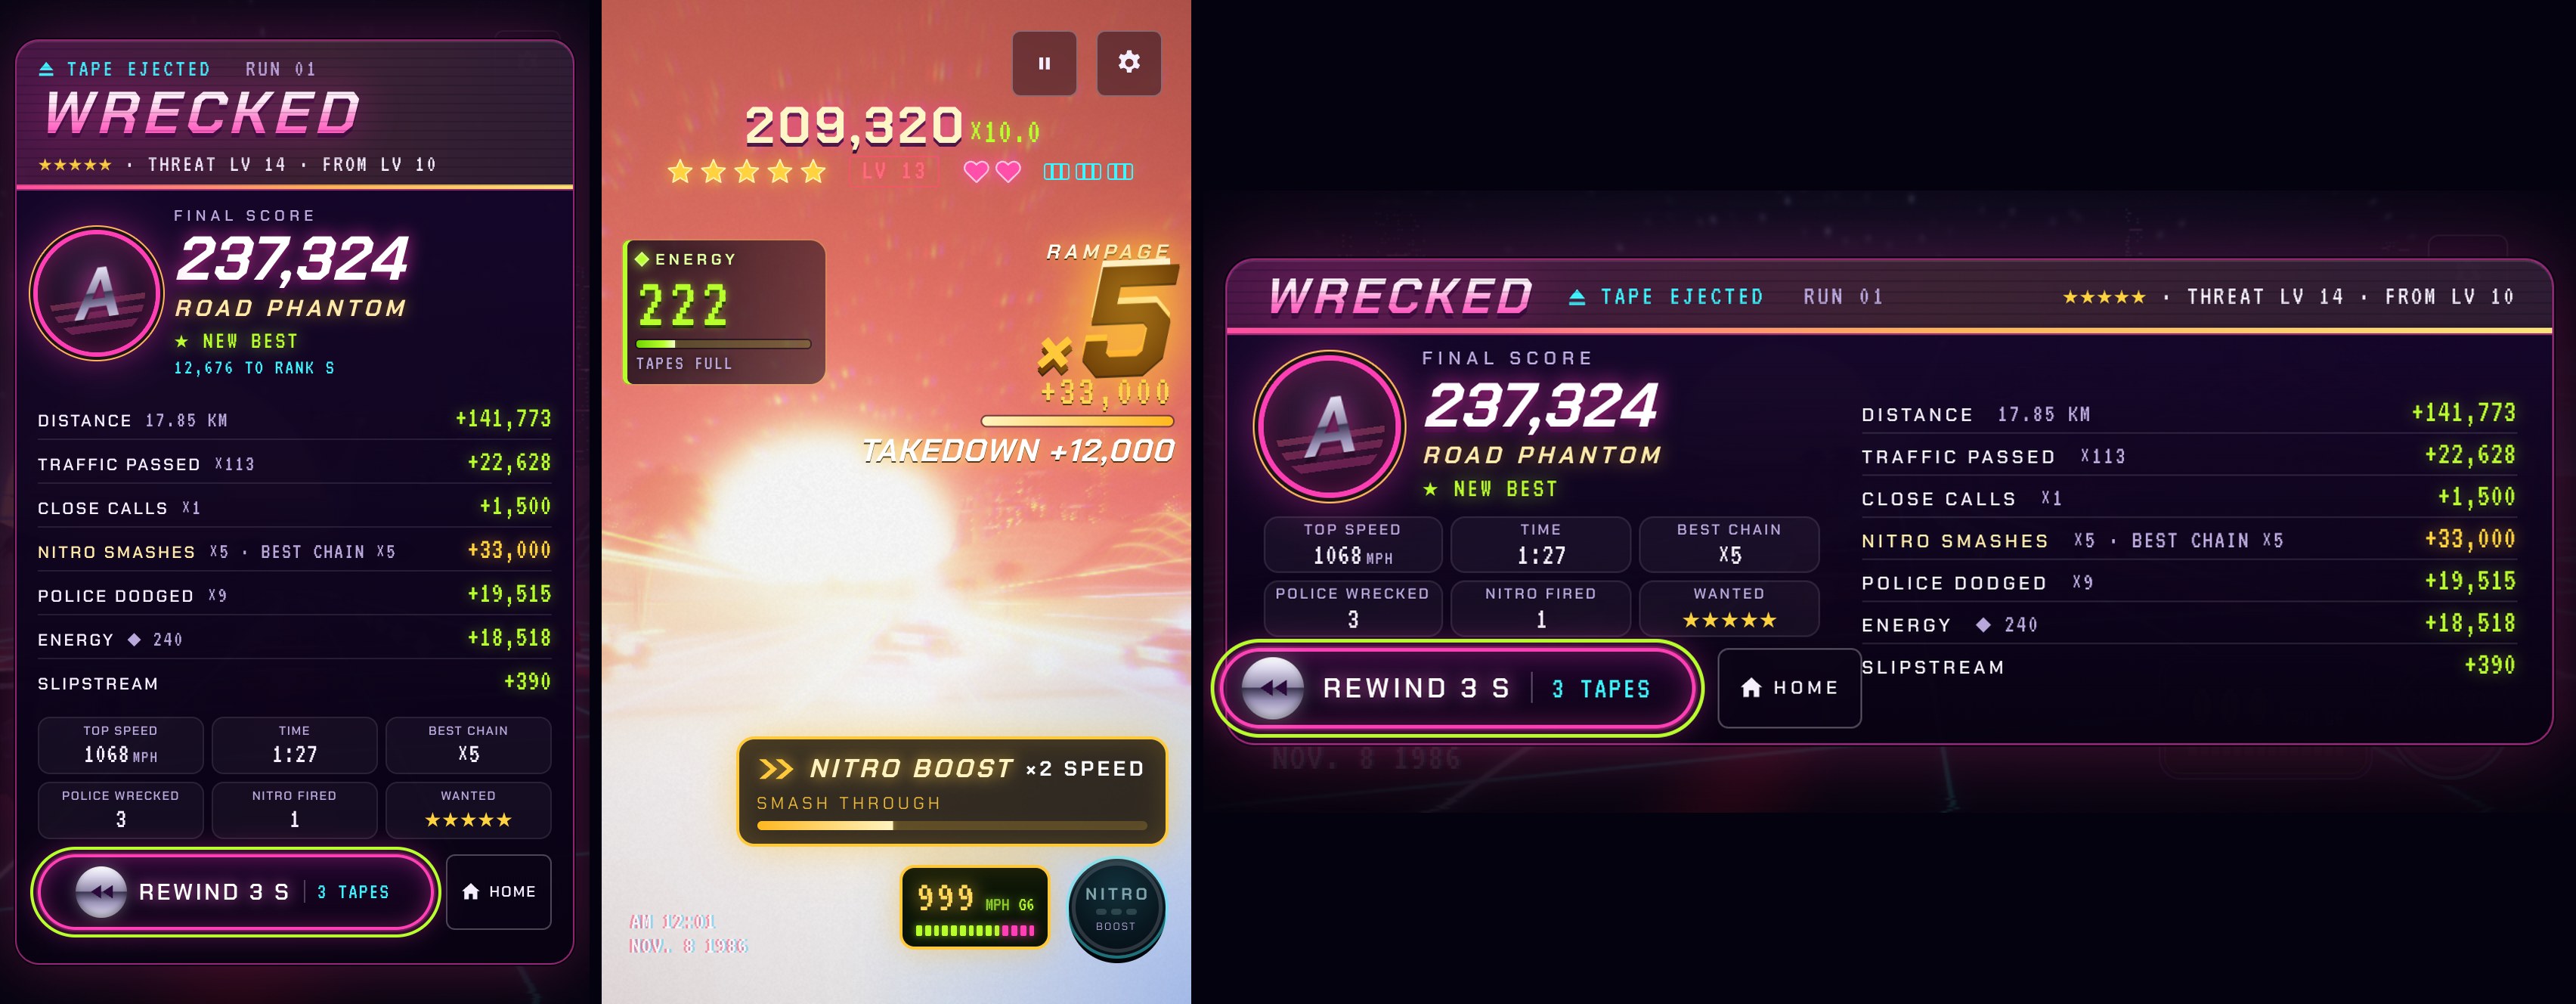 TAPE EJECTED RUN 01
WRECKED
★★★★★ · THREAT LV 14 · FROM LV 10
FINAL SCORE
A
237,324
ROAD PHANTOM
★ NEW BEST
12,676 TO RANK S
DISTANCE 17.85 KM +141,773
TRAFFIC PASSED X113 +22,628
CLOSE CALLS X1 +1,500
NITRO SMASHES X5 · BEST CHAIN X5 +33,000
POLICE DODGED X9 +19,515
ENERGY ◆ 240 +18,518
SLIPSTREAM +390
TOP SPEED TIME BEST CHAIN
1068 MPH 1:27 X5
POLICE WRECKED NITRO FIRED WANTED
3 1 ★★★★★
REWIND 3 S | 3 TAPES HOME
209,320 X10.0
LV 13
ENERGY
222
TAPES FULL
RAMPAGE
×5
+33,000
TAKEDOWN +12,000
NITRO BOOST ×2 SPEED
SMASH THROUGH
999 MPH G6
NITRO
BOOST
AM 12:01
NOV. 8 1986
WRECKED TAPE EJECTED RUN 01 ★★★★★ · THREAT LV 14 · FROM LV 10
FINAL SCORE
A
237,324
ROAD PHANTOM
★ NEW BEST
TOP SPEED TIME BEST CHAIN
1068 MPH 1:27 X5
POLICE WRECKED NITRO FIRED WANTED
3 1 ★★★★★
REWIND 3 S | 3 TAPES HOME
DISTANCE 17.85 KM +141,773
TRAFFIC PASSED X113 +22,628
CLOSE CALLS X1 +1,500
NITRO SMASHES X5 · BEST CHAIN X5 +33,000
POLICE DODGED X9 +19,515
ENERGY ◆ 240 +18,518
SLIPSTREAM +390
NOV. 8 1986